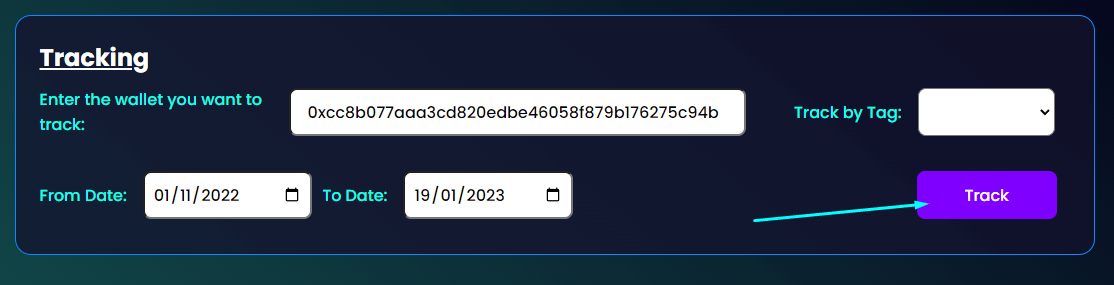 Tracking
Enter the wallet you want to
track:
0xcc8b077aaa3cd820edbe46058f879b176275c94b
Track by Tag:
From Date:
01/11/2022
To Date:
19/01/2023
Track